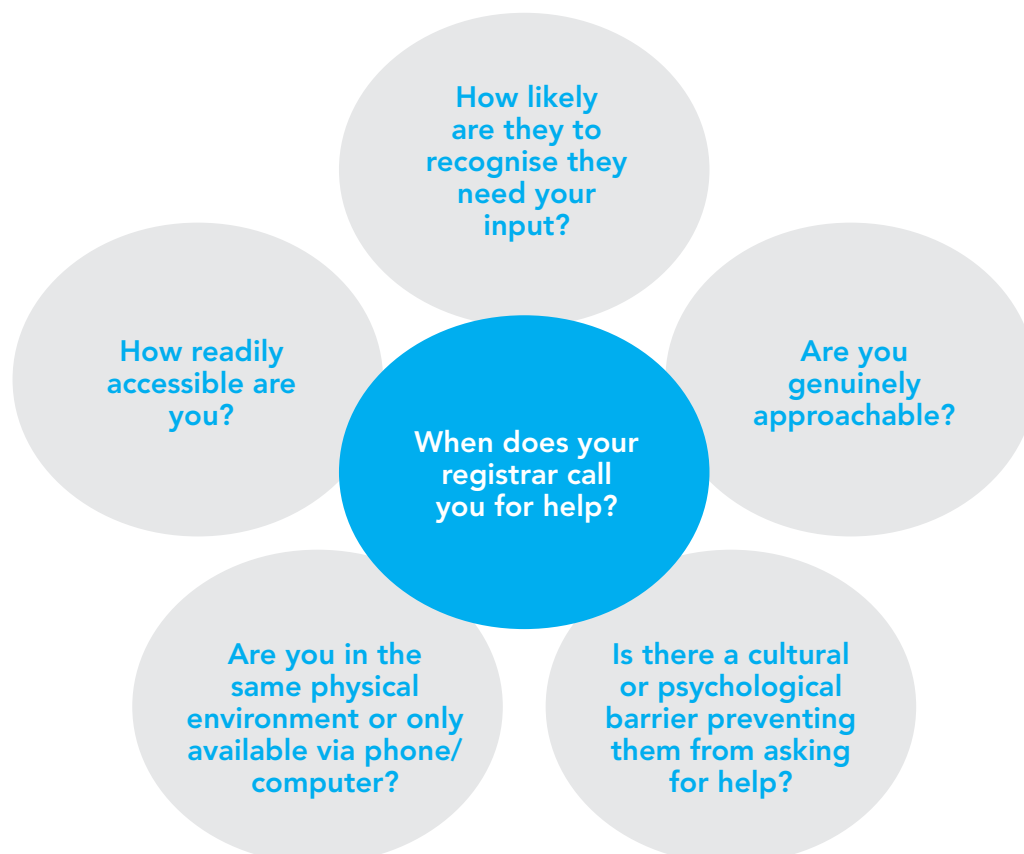 How likely
are they to
recognise they
need your
input?
How readily
accessible are
you?
Are you
genuinely
approachable?
When does your
registrar call
you for help?
Are you in the
same physical
environment or only
available via phone/
computer?
Is there a cultural
or psychological
barrier preventing
them from asking
for help?